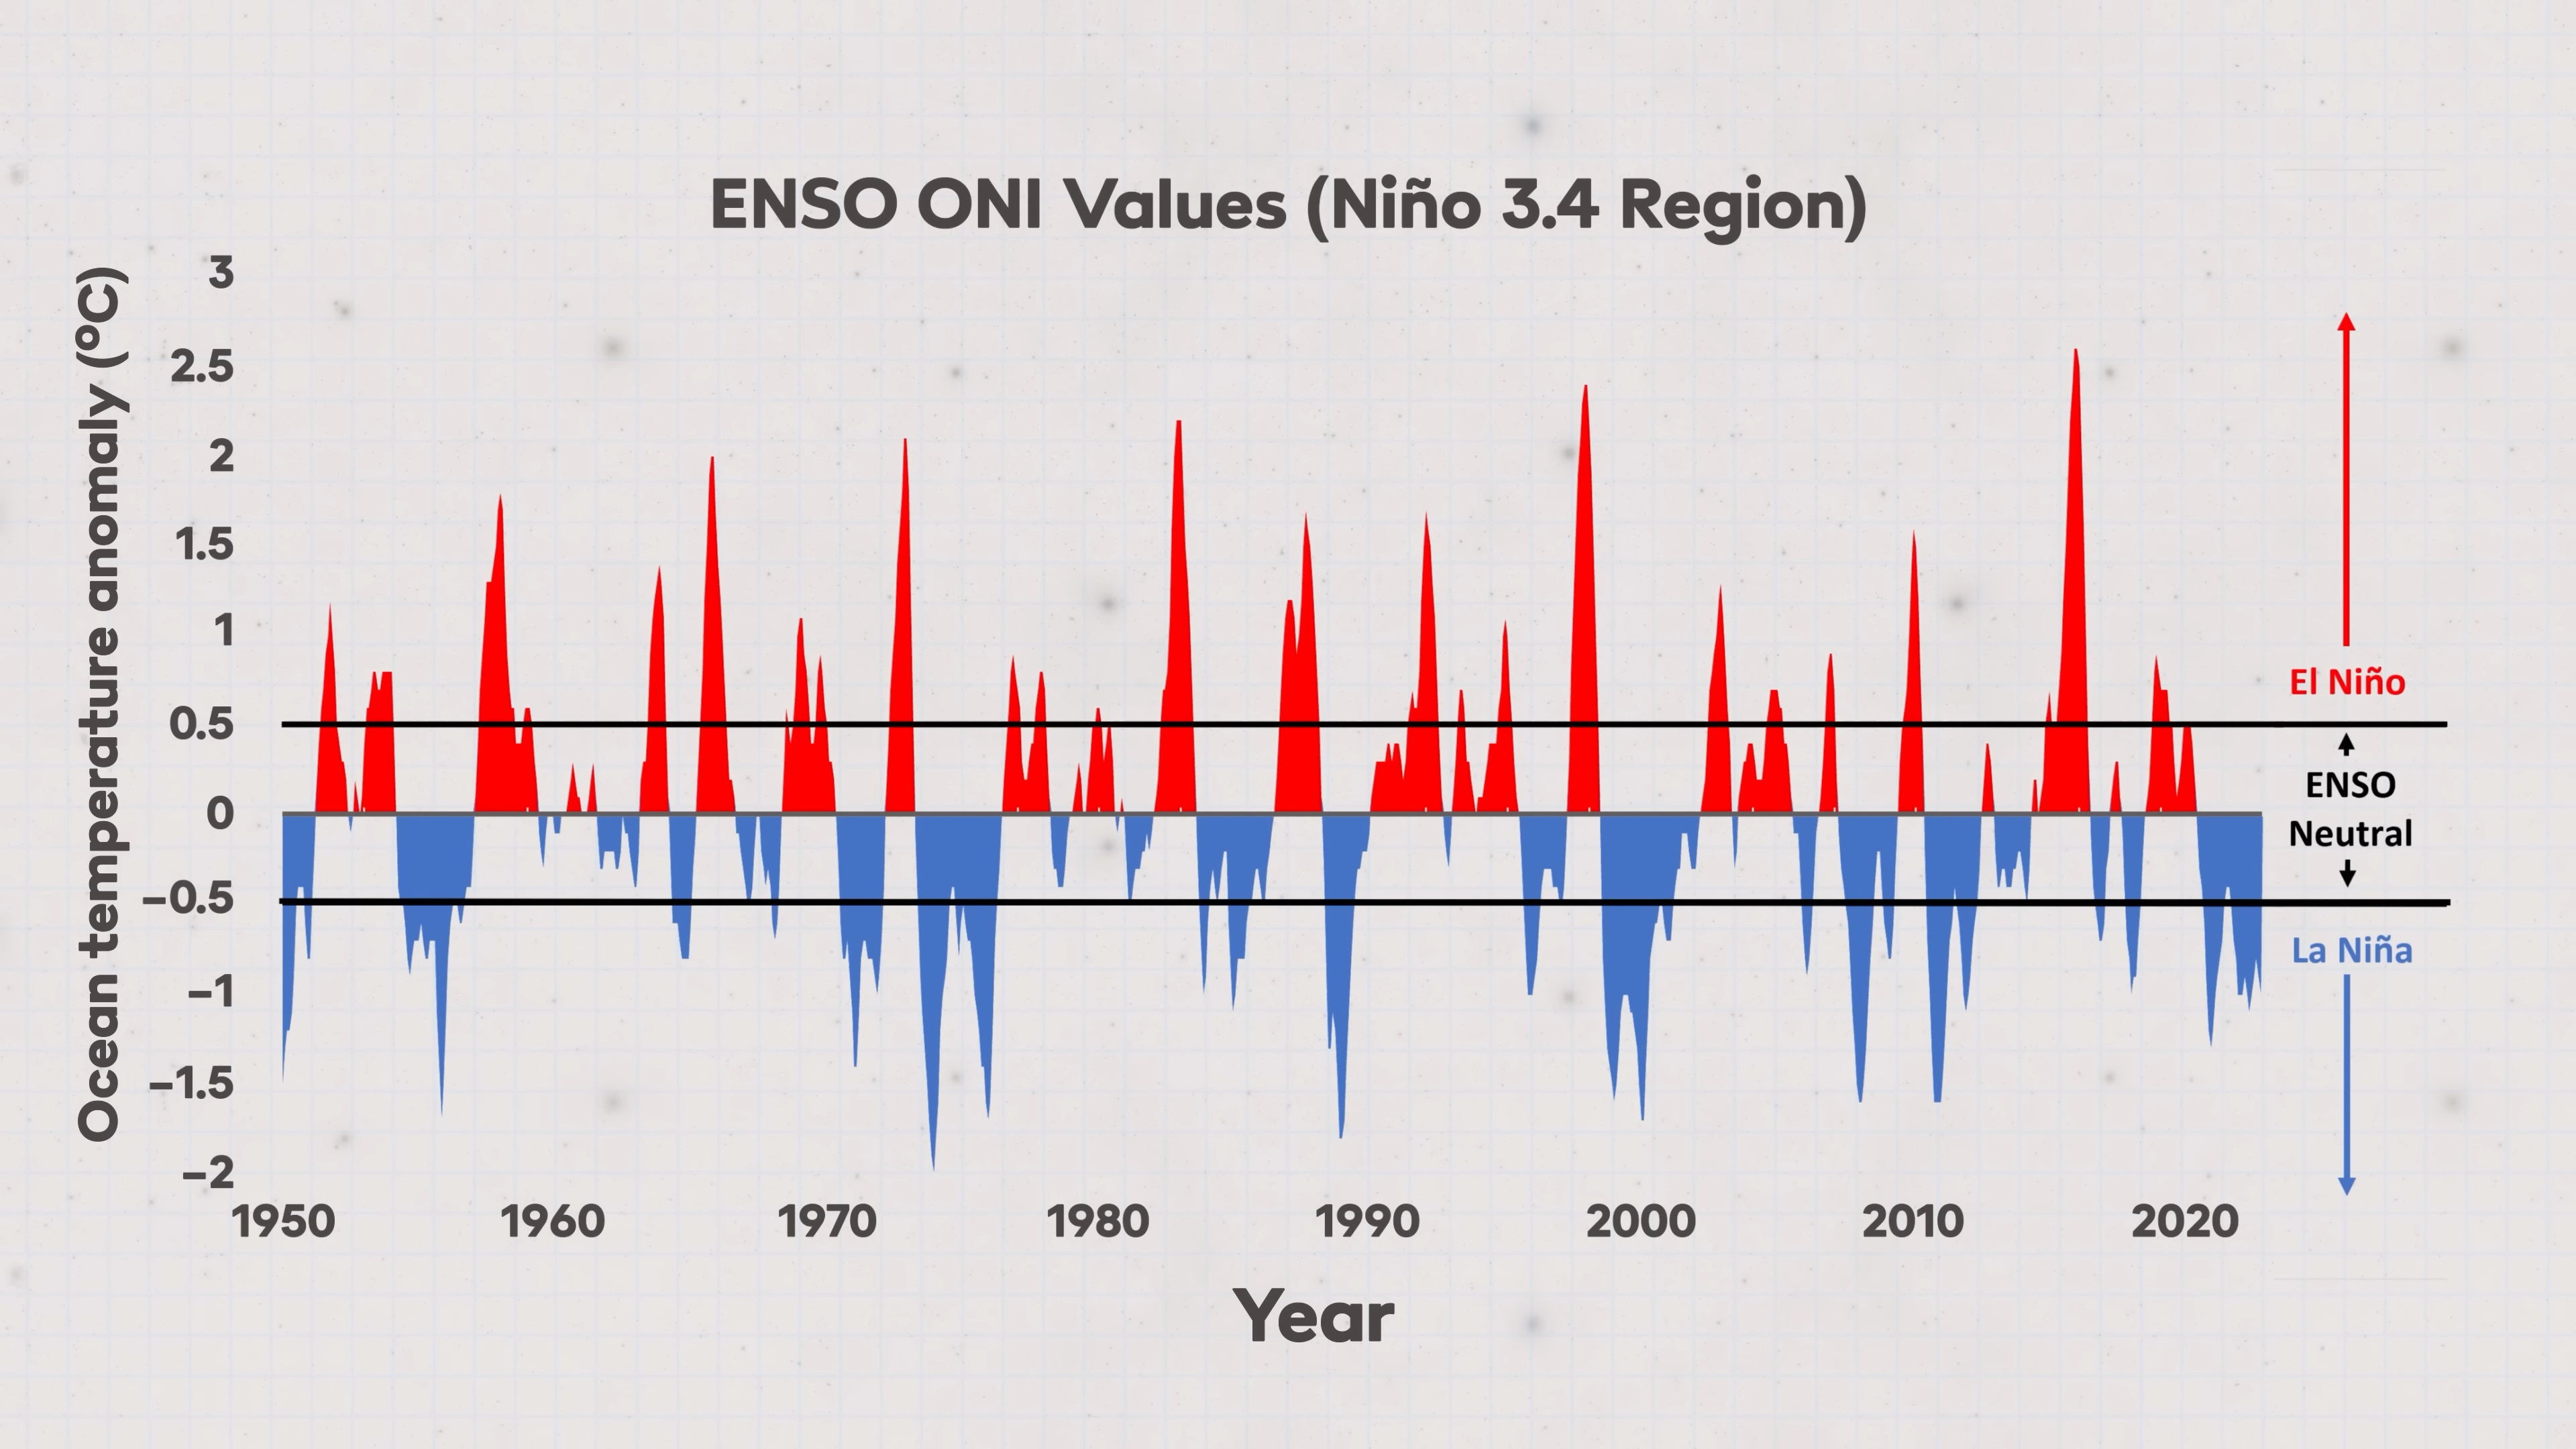 ENSO ONI Values (Niño 3.4 Region)
Ocean temperature anomaly (ºC)
3
2.5
2
1.5
1
0.5
0
−0.5
−1
−1.5
−2
1950 1960 1970 1980 1990 2000 2010 2020
Year
El Niño
ENSO
Neutral
La Niña